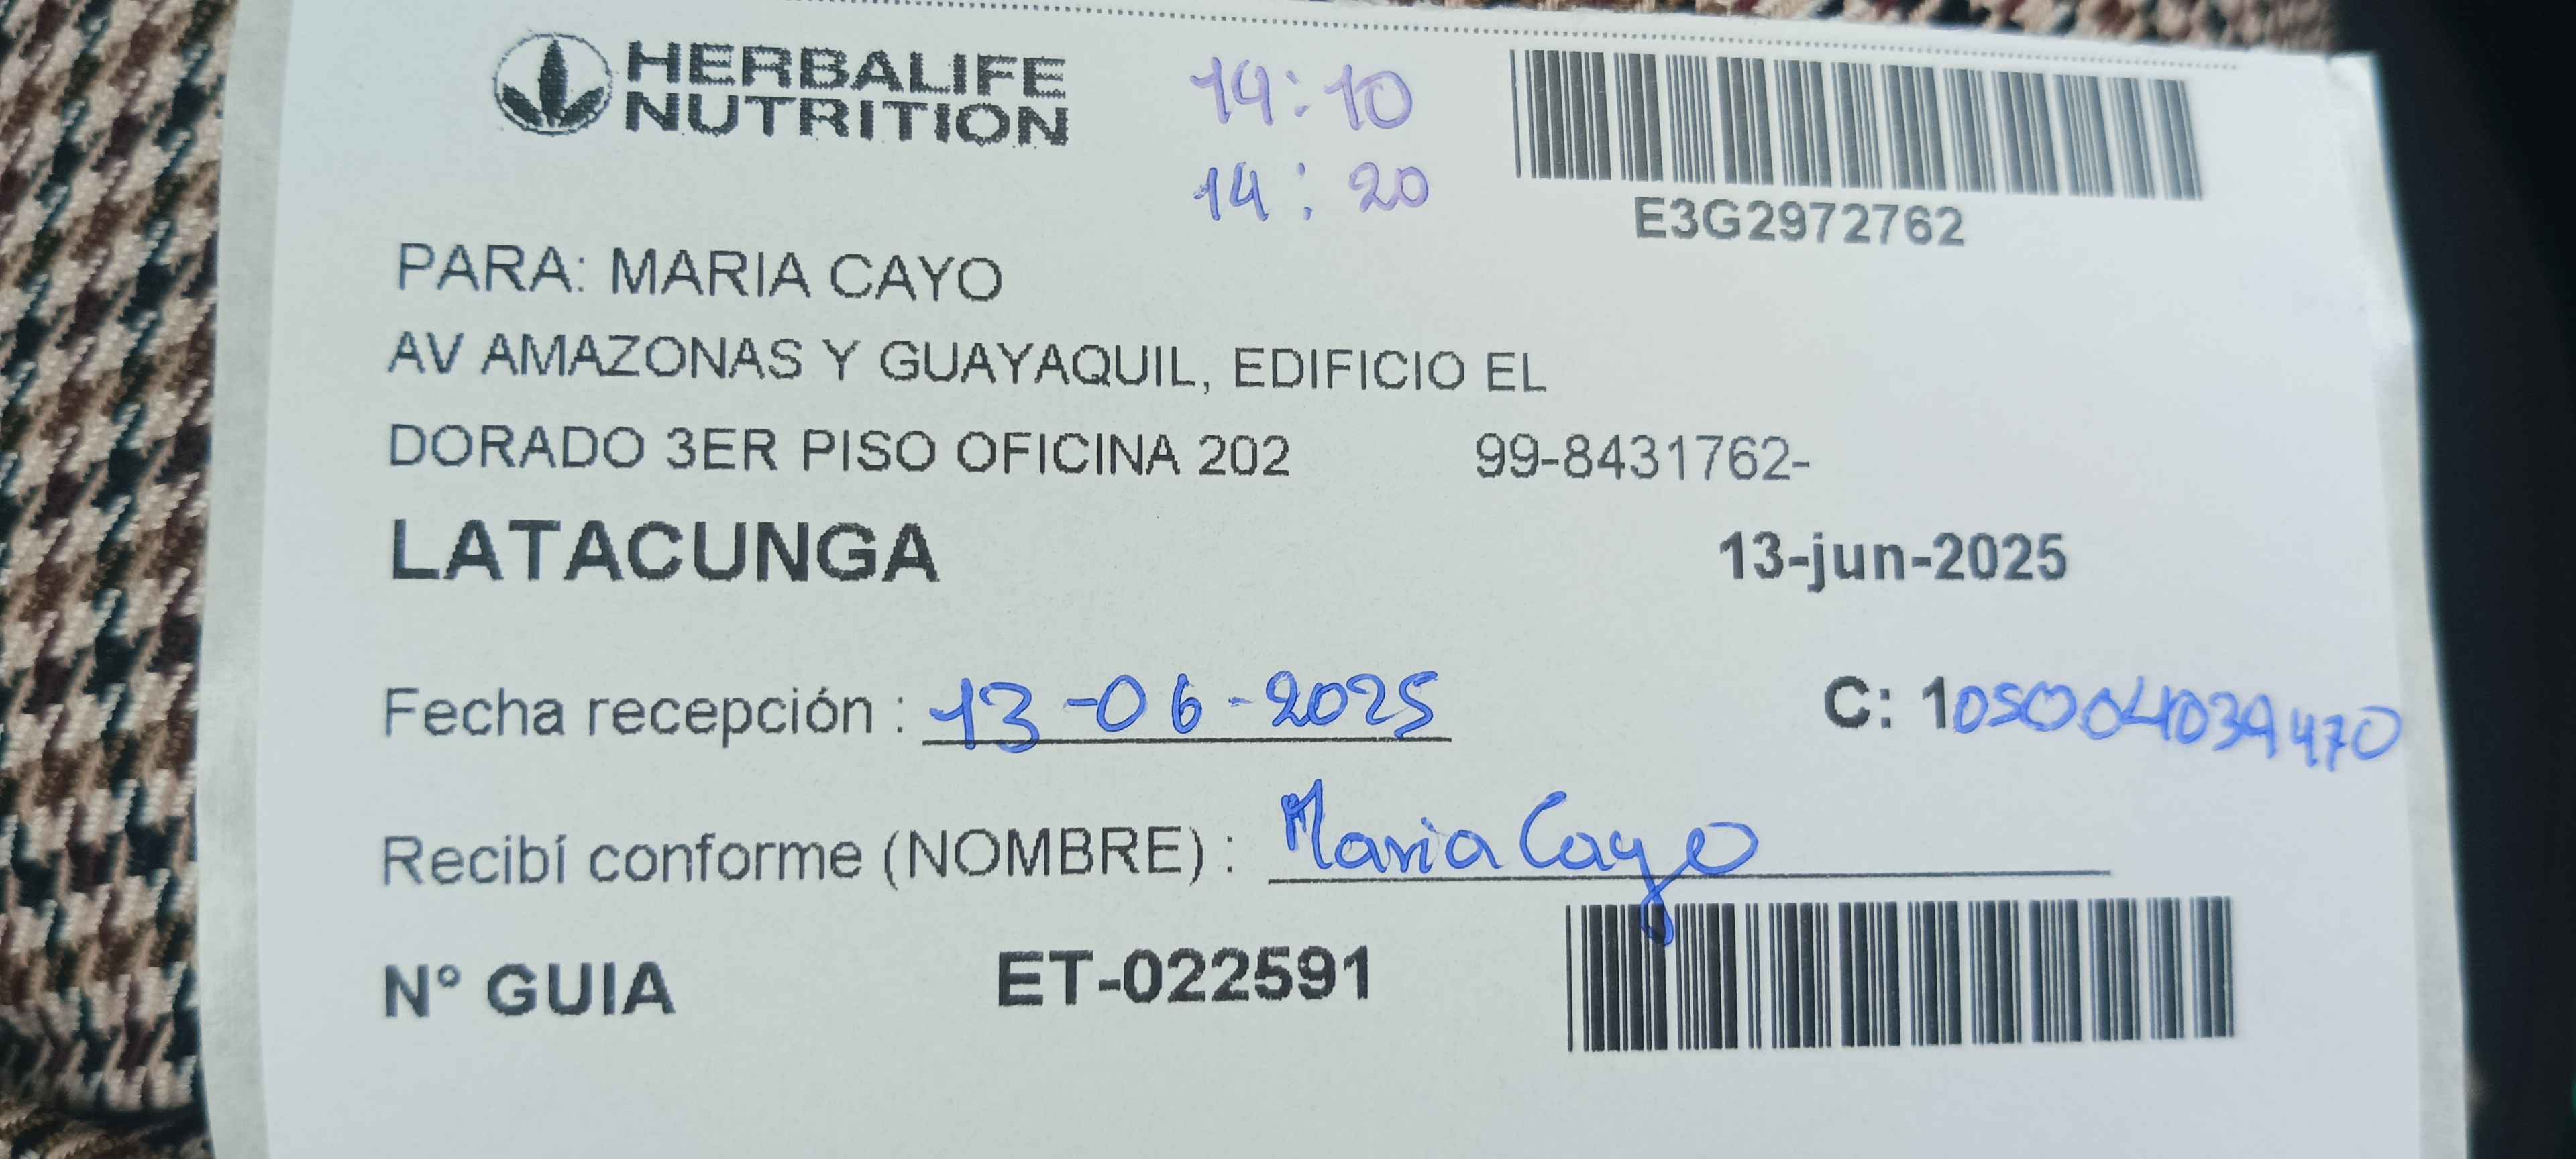 HERBALIFE
NUTRITION
14:10
14:20
E3G2972762
PARA: MARIA CAYO
AV AMAZONAS Y GUAYAQUIL, EDIFICIO EL
DORADO 3ER PISO OFICINA 202 99-8431762-
LATACUNGA 13-jun-2025
Fecha recepción : 13-06-2025 C: 1
Recibí conforme (NOMBRE) : Maria Cayo
N° GUIA ET-022591